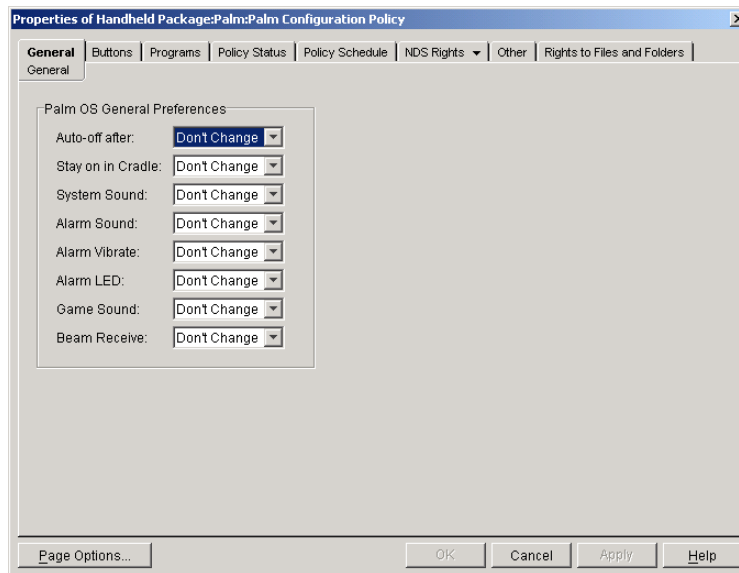 Properties of Handheld Package:Palm:Palm Configuration Policy
General Buttons Programs Policy Status Policy Schedule NDS Rights Other Rights to Files and Folders
General
Palm OS General Preferences
Auto-off after: Don't Change
Stay on in Cradle: Don't Change
System Sound: Don't Change
Alarm Sound: Don't Change
Alarm Vibrate: Don't Change
Alarm LED: Don't Change
Game Sound: Don't Change
Beam Receive: Don't Change
Page Options... OK Cancel Apply Help